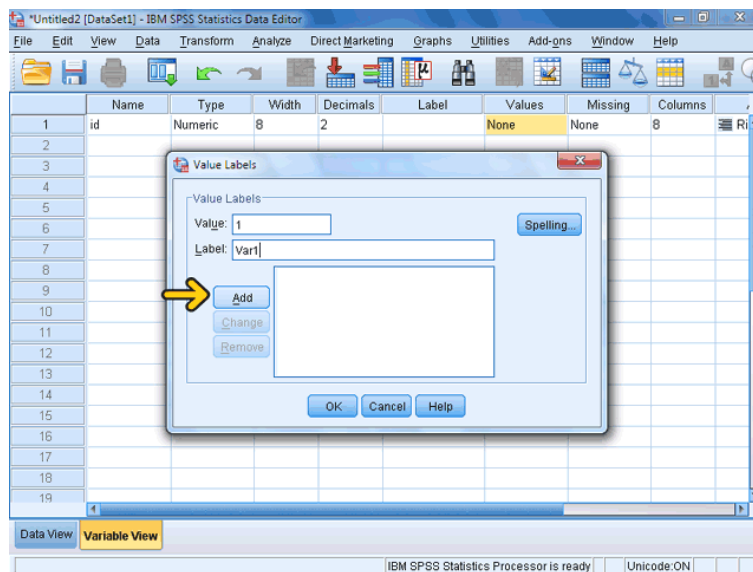 *Untitled2 [DataSet1] - IBM SPSS Statistics Data Editor
File Edit View Data Transform Analyze Direct Marketing Graphs Utilities Add-ons Window Help
Name Type Width Decimals Label Values Missing Columns
1 id Numeric 8 2 None None 8 Ri
2
3
4
5
6
7
8
9
10
11
12
13
14
15
16
17
18
19
Value Labels
Value Labels
Value: 1
Spelling...
Label: Var1
Add
Change
Remove
OK Cancel Help
Data View Variable View
IBM SPSS Statistics Processor is ready Unicode:ON